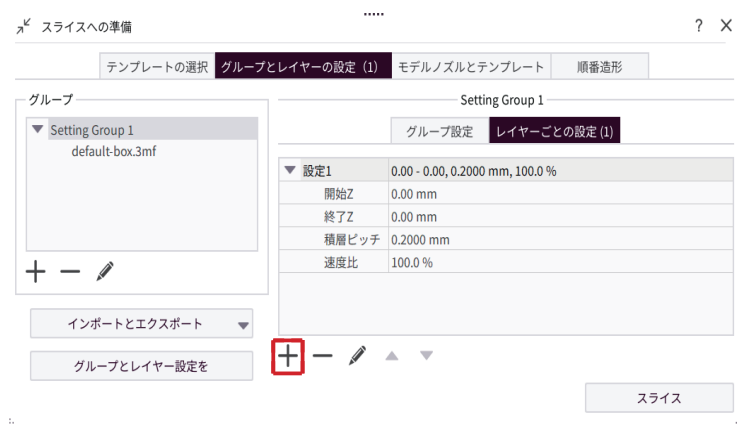 スライスへの準備
? X
テンプレートの選択 グループとレイヤーの設定（1） モデルノズルとテンプレート 順番造形
グループ
Setting Group 1
default-box.3mf
インポートとエクスポート
グループとレイヤー設定を
Setting Group 1
グループ設定 レイヤーごとの設定 (1)
設定1 0.00 - 0.00, 0.2000 mm, 100.0 %
開始Z 0.00 mm
終了Z 0.00 mm
積層ピッチ 0.2000 mm
速度比 100.0 %
スライス